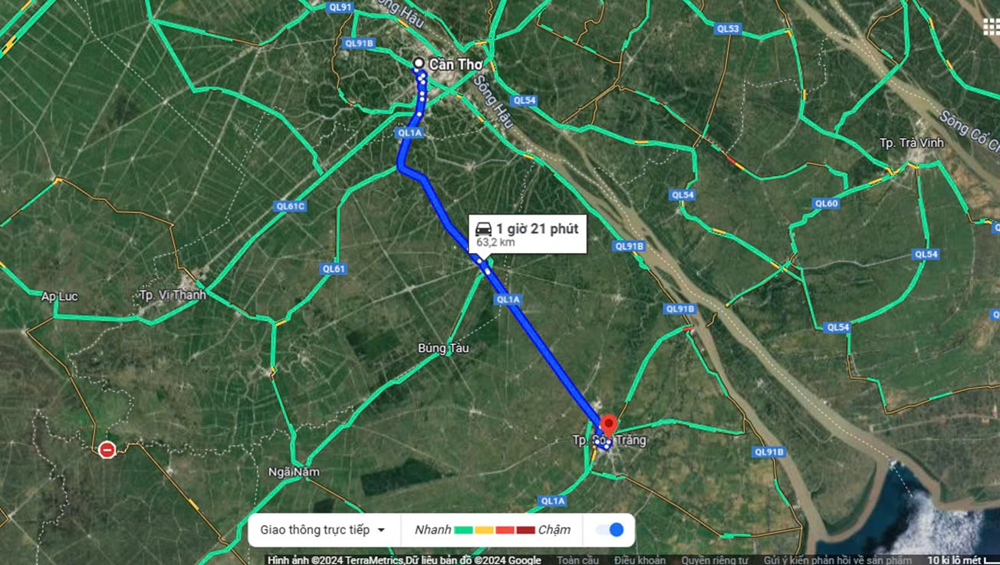 QL91
Sông Hậu
QL53
QL91B
Cần Thơ
Sông Hậu
QL54
Sông Cổ Ch
QL1A
Tp. Trà Vinh
QL54
QL61C
QL60
1 giờ 21 phút
63,2 km
QL91B
QL54
QL61
Ap Luc
Tp. Vị Thanh
QL1A
QL91B
QL54
Búng Tàu
Tp. Sóc Trăng
QL91B
Ngã Năm
QL1A
Giao thông trực tiếp
Nhanh
Chậm
Hình ảnh ©2024 TerraMetrics,Dữ liệu bản đồ ©2024 Google
Toàn cầu
Điều khoản
Quyền riêng tư
Gửi ý kiến phản hồi về sản phẩm
10 ki lô mét